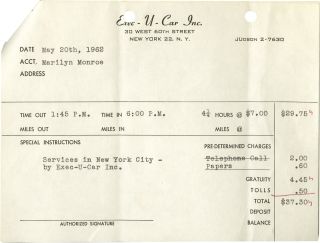 Exec - U - Car Inc.
30 WEST 60TH STREET
NEW YORK 22, N. Y. JUDSON 2-7630
DATE May 20th, 1962
ACCT. Marilyn Monroe
ADDRESS
TIME OUT 1:45 P.M. TIME IN 6:00 P.M. 4¼ HOURS @ $7.00 $29.75
MILES OUT MILES IN MILES @
SPECIAL INSTRUCTIONS PRE-DETERMINED CHARGES
Services in New York City - Telephone Call 2.00
by Exec-U-Car Inc. Papers .60
GRATUITY 4.45
TOLLS .50
TOTAL $37.30
DEPOSIT
AUTHORIZED SIGNATURE BALANCE